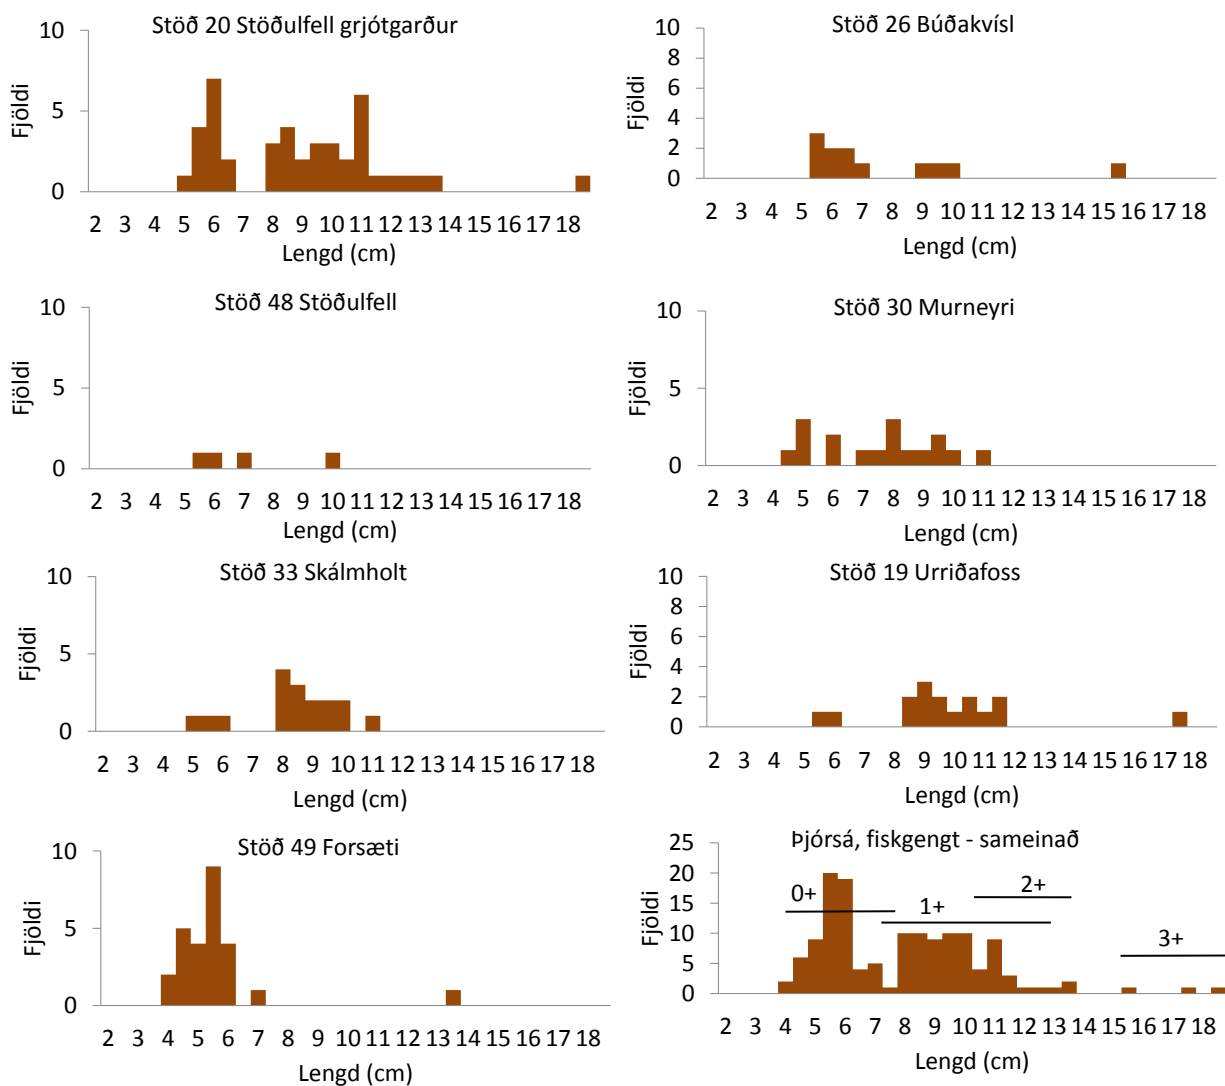 Stöð 20 Stöðulfell grjótgarður
10
5
0
Fjöldi
2 3 4 5 6 7 8 9 10 11 12 13 14 15 16 17 18
Lengd (cm)
Stöð 26 Búðakvísl
10
8
6
4
2
0
Fjöldi
2 3 4 5 6 7 8 9 10 11 12 13 14 15 16 17 18
Lengd (cm)
Stöð 48 Stöðulfell
10
5
0
Fjöldi
2 3 4 5 6 7 8 9 10 11 12 13 14 15 16 17 18
Lengd (cm)
Stöð 30 Murneyri
10
5
0
Fjöldi
2 3 4 5 6 7 8 9 10 11 12 13 14 15 16 17 18
Lengd (cm)
Stöð 33 Skálmholt
10
5
0
Fjöldi
2 3 4 5 6 7 8 9 10 11 12 13 14 15 16 17 18
Lengd (cm)
Stöð 19 Urriðafoss
10
8
6
4
2
0
Fjöldi
2 3 4 5 6 7 8 9 10 11 12 13 14 15 16 17 18
Lengd (cm)
Stöð 49 Forsæti
10
5
0
Fjöldi
2 3 4 5 6 7 8 9 10 11 12 13 14 15 16 17 18
Lengd (cm)
Þjórsá, fiskgengt - sameinað
25
20
15
10
5
0
Fjöldi
0+
1+
2+
3+
2 3 4 5 6 7 8 9 10 11 12 13 14 15 16 17 18
Lengd (cm)